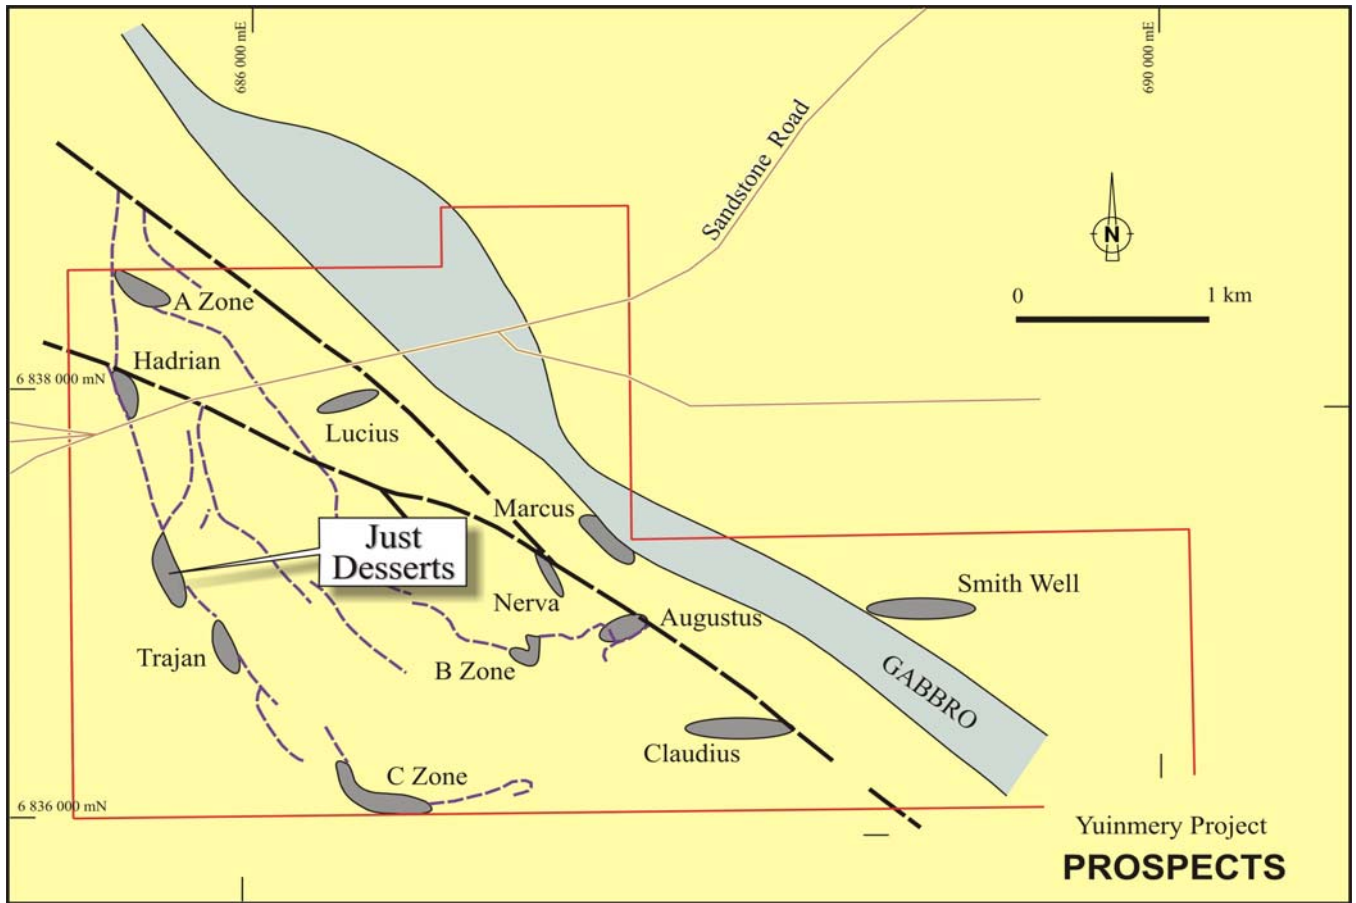 686 000 mE
690 000 mE
Sandstone Road
N
0 1 km
A Zone
Hadrian
6 838 000 mN
Lucius
Marcus
Just
Desserts
Smith Well
Nerva
Augustus
Trajan
B Zone
GABBRO
Claudius
C Zone
6 836 000 mN
Yuinmery Project
PROSPECTS